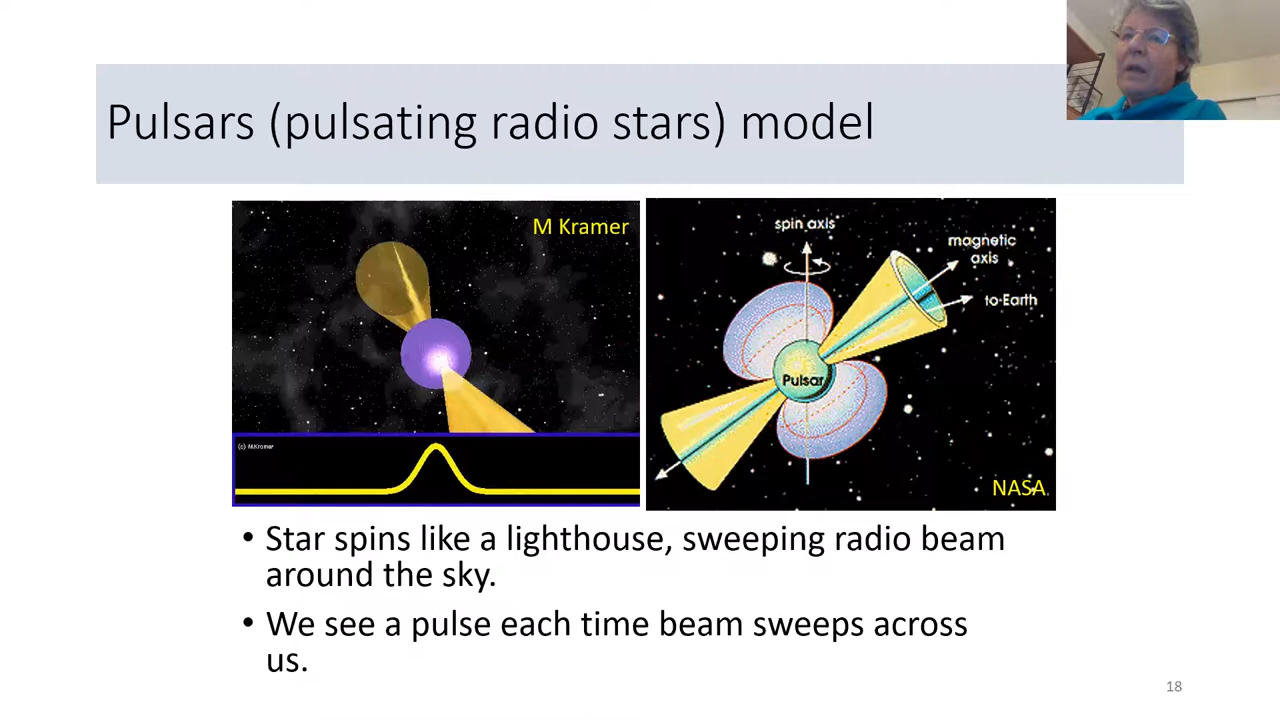 Pulsars (pulsating radio stars) model
M Kramer
(c) M.Kramer
spin axis
magnetic
axis
to Earth
Pulsar
NASA
• Star spins like a lighthouse, sweeping radio beam
around the sky.
• We see a pulse each time beam sweeps across
us.
18